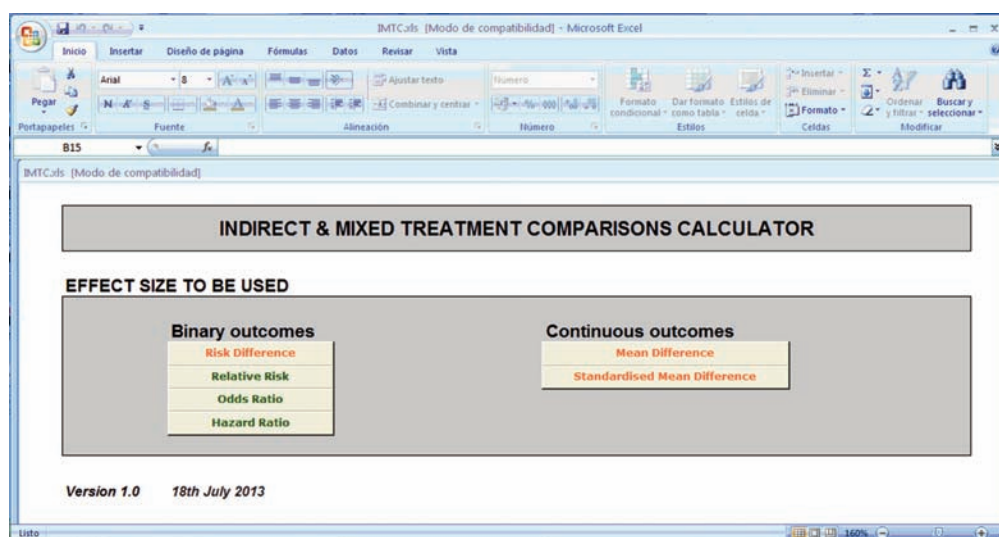 IMTC.xls [Modo de compatibilidad] - Microsoft Excel
Inicio Insertar Diseño de página Fórmulas Datos Revisar Vista
Pegar
Arial 8
N K S
Ajustar texto
Combinar y centrar
Número
% 000
Formato condicional
Dar formato como tabla
Estilos de celda
Insertar
Eliminar
Formato
Σ
Ordenar y filtrar
Buscar y seleccionar
Portapapeles Fuente Alineación Número Estilos Celdas Modificar
B15 fx
IMTC.xls [Modo de compatibilidad]
INDIRECT & MIXED TREATMENT COMPARISONS CALCULATOR
EFFECT SIZE TO BE USED
Binary outcomes
Risk Difference
Relative Risk
Odds Ratio
Hazard Ratio
Continuous outcomes
Mean Difference
Standardised Mean Difference
Version 1.0 18th July 2013
Listo 160%